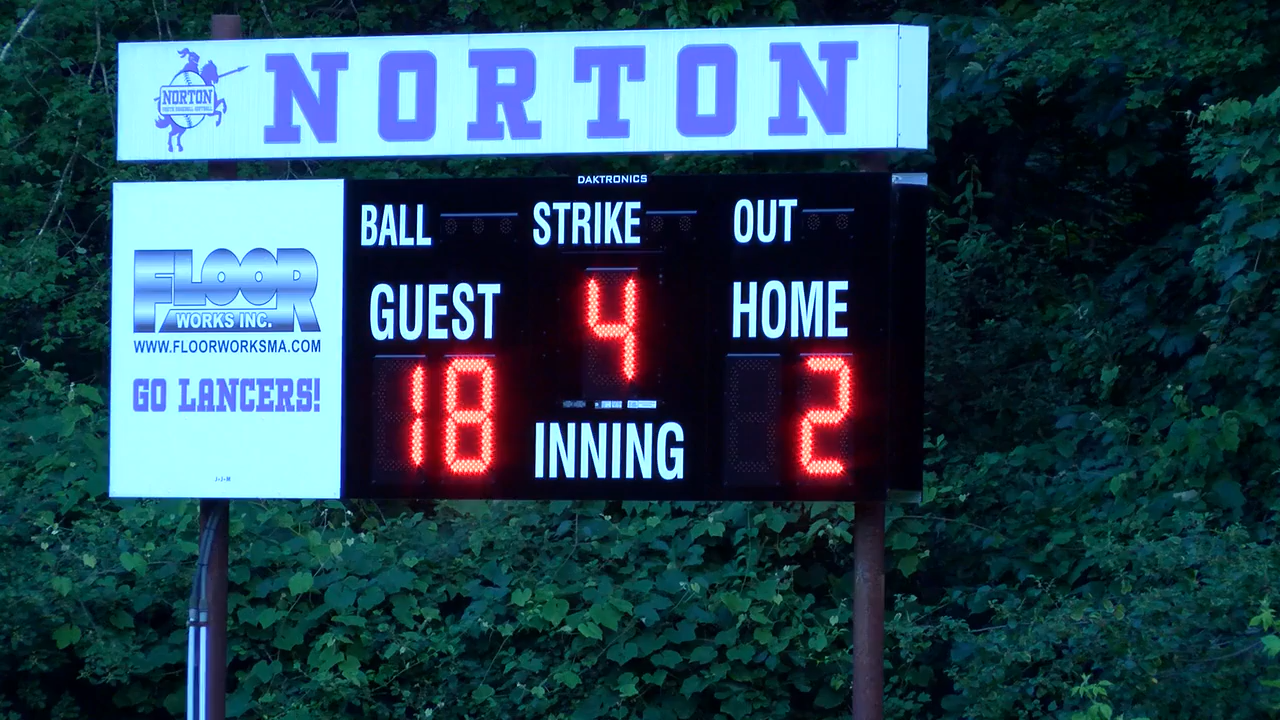 NORTON
NORTON
YOUTH BASEBALL SOFTBALL
DAKTRONICS
BALL STRIKE OUT
GUEST 4 HOME
18 INNING 2
FLOOR
WORKS INC.
WWW.FLOORWORKSMA.COM
GO LANCERS!